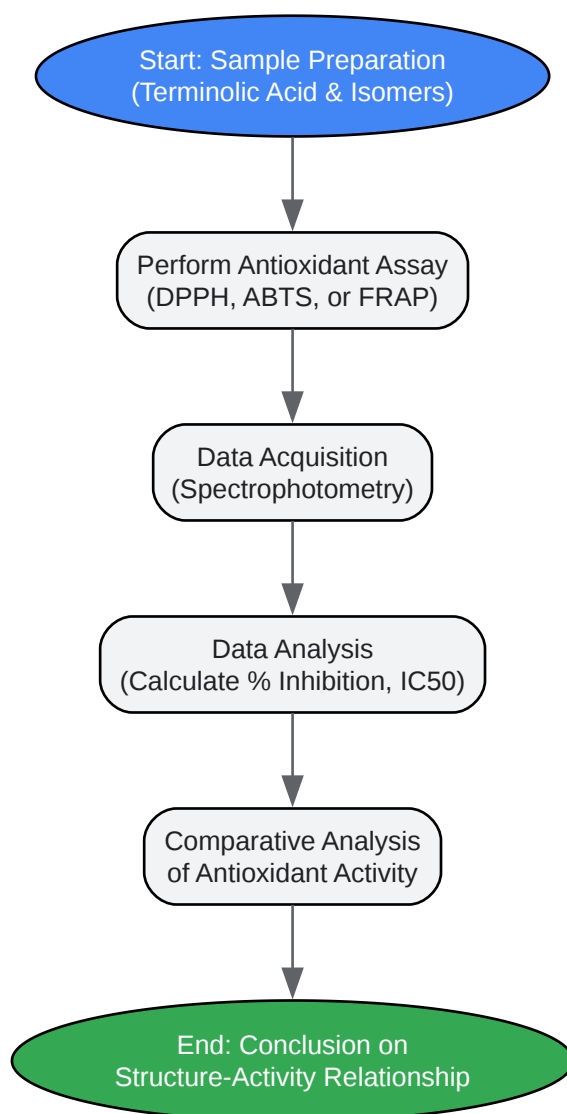 Start: Sample Preparation
(Terminolic Acid & Isomers)
Perform Antioxidant Assay
(DPPH, ABTS, or FRAP)
Data Acquisition
(Spectrophotometry)
Data Analysis
(Calculate % Inhibition, IC50)
Comparative Analysis
of Antioxidant Activity
End: Conclusion on
Structure-Activity Relationship